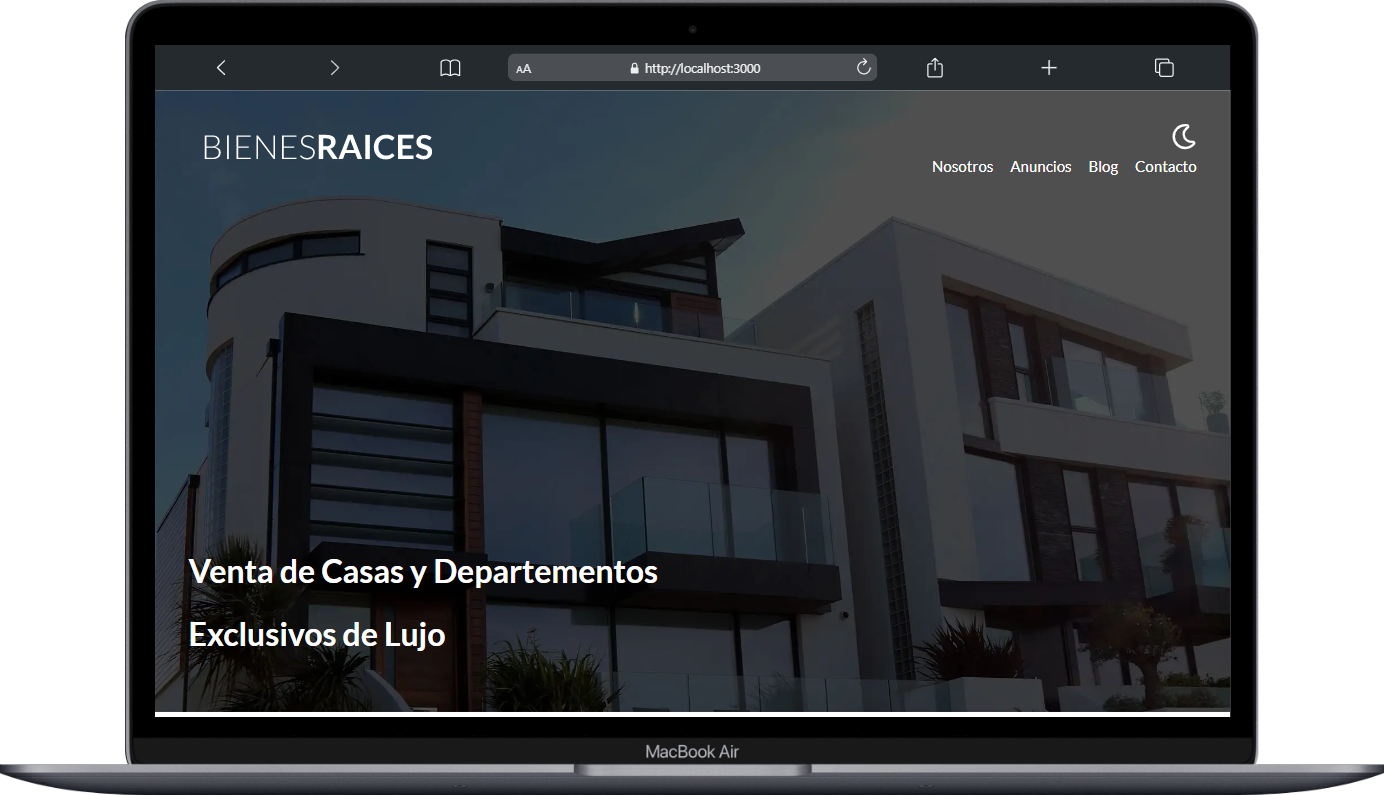 AA http://localhost:3000
BIENESRAICES
Nosotros Anuncios Blog Contacto
Venta de Casas y Departementos
Exclusivos de Lujo
MacBook Air